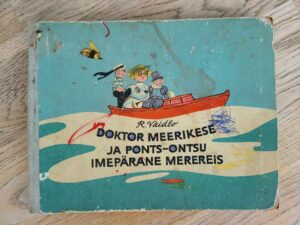 R. Vaidlo
DOKTOR MEERIKESE
JA PONTS-ONTSU
IMEPÄRANE MEREREIS